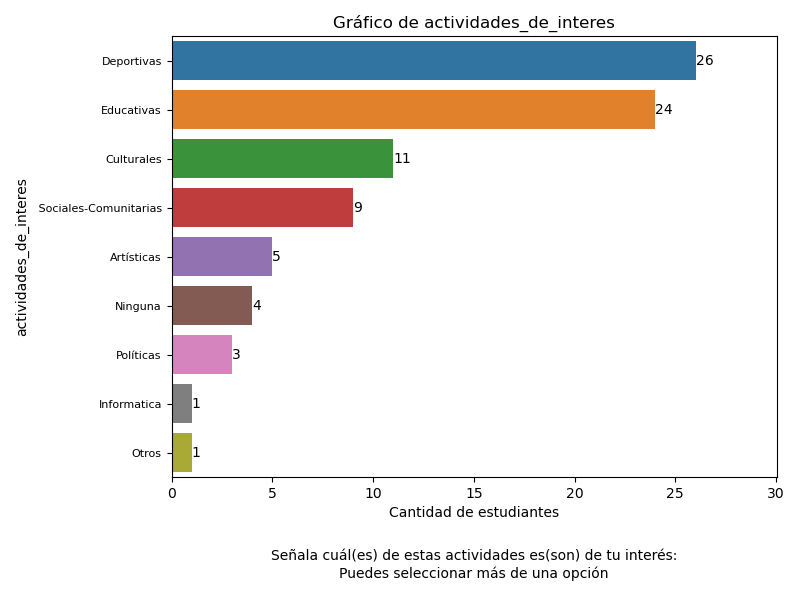 Gráfico de actividades_de_interes
actividades_de_interes
Deportivas 26
Educativas 24
Culturales 11
Sociales-Comunitarias 9
Artísticas 5
Ninguna 4
Políticas 3
Informatica 1
Otros 1
0 5 10 15 20 25 30
Cantidad de estudiantes
Señala cuál(es) de estas actividades es(son) de tu interés:
Puedes seleccionar más de una opción